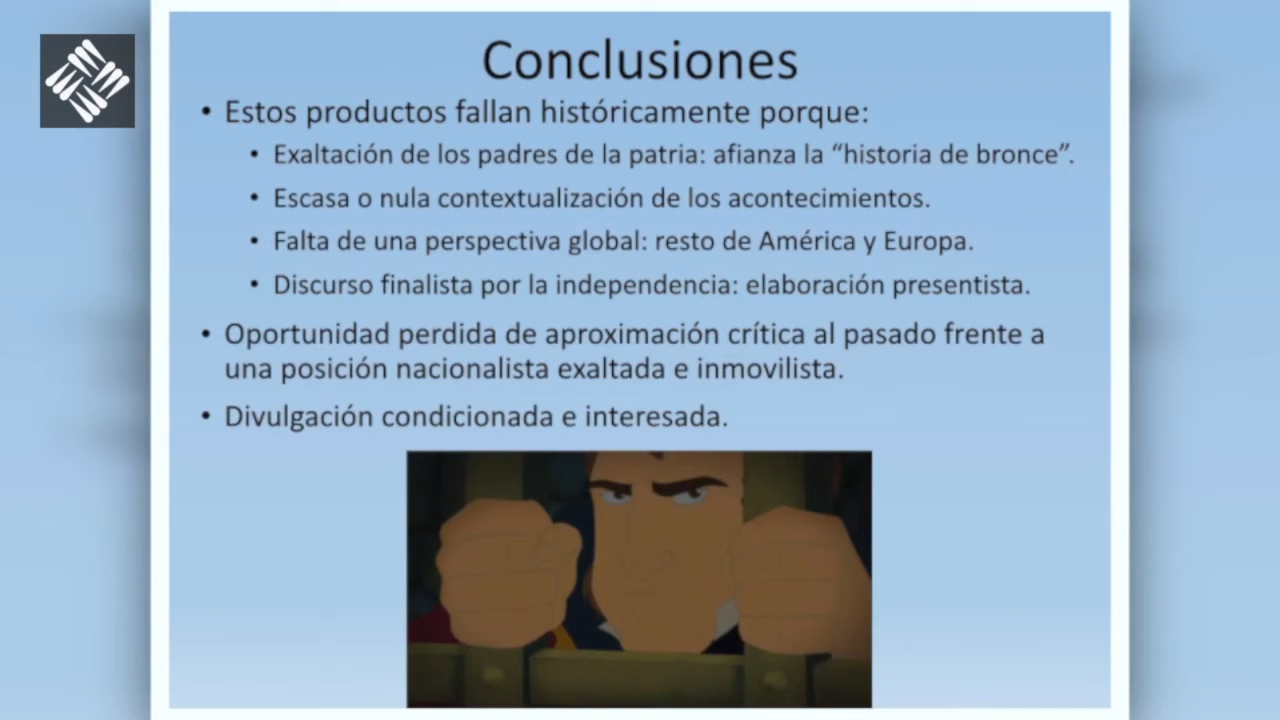 Conclusiones
• Estos productos fallan históricamente porque:
• Exaltación de los padres de la patria: afianza la “historia de bronce”.
• Escasa o nula contextualización de los acontecimientos.
• Falta de una perspectiva global: resto de América y Europa.
• Discurso finalista por la independencia: elaboración presentista.
• Oportunidad perdida de aproximación crítica al pasado frente a
una posición nacionalista exaltada e inmovilista.
• Divulgación condicionada e interesada.